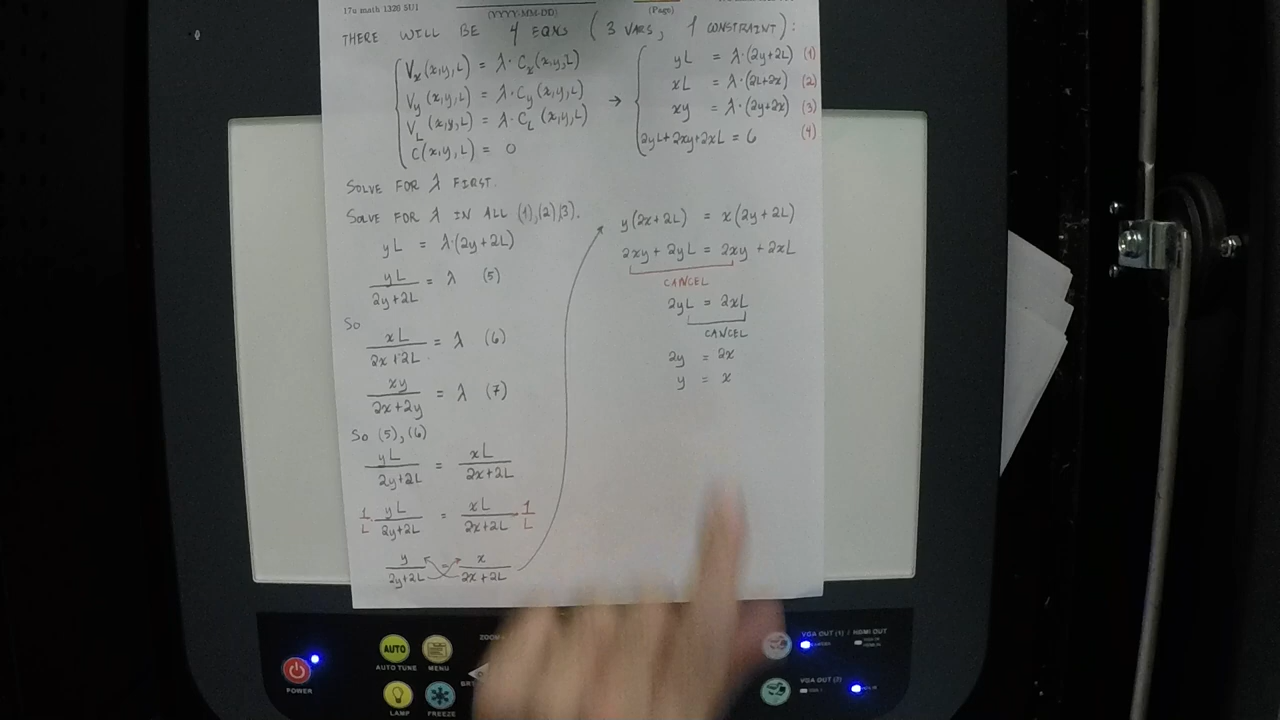 17c math 1320 SU1
(YYYY-MM-DD)
(Page)
THERE WILL BE 4 EQNS (3 VARS, 1 CONSTRAINT):
Vx(x,y,L) = λ·Cx(x,y,L)
Vy(x,y,L) = λ·Cy(x,y,L)
VL(x,y,L) = λ·CL(x,y,L)
C(x,y,L) = 0
→
yL = λ·(2y+2L) (1)
xL = λ·(2L+2x) (2)
xy = λ·(2y+2x) (3)
2yL+2xy+2xL = 6 (4)
SOLVE FOR λ FIRST.
SOLVE FOR λ IN ALL (1),(2),(3).
yL = λ·(2y+2L)
yL/2y+2L = λ (5)
So
xL/2x+2L = λ (6)
xy/2x+2y = λ (7)
So (5),(6)
yL/2y+2L = xL/2x+2L
1/L · yL/2y+2L = xL/2x+2L · 1/L
y/2y+2L = x/2x+2L
y(2x+2L) = x(2y+2L)
2xy + 2yL = 2xy + 2xL
CANCEL
2yL = 2xL
CANCEL
2y = 2x
y = x
POWER
AUTO
AUTO TUNE
MENU
ZOOM
LAMP
FREEZE
VGA OUT (1) / HDMI OUT
VGA OUT (2)